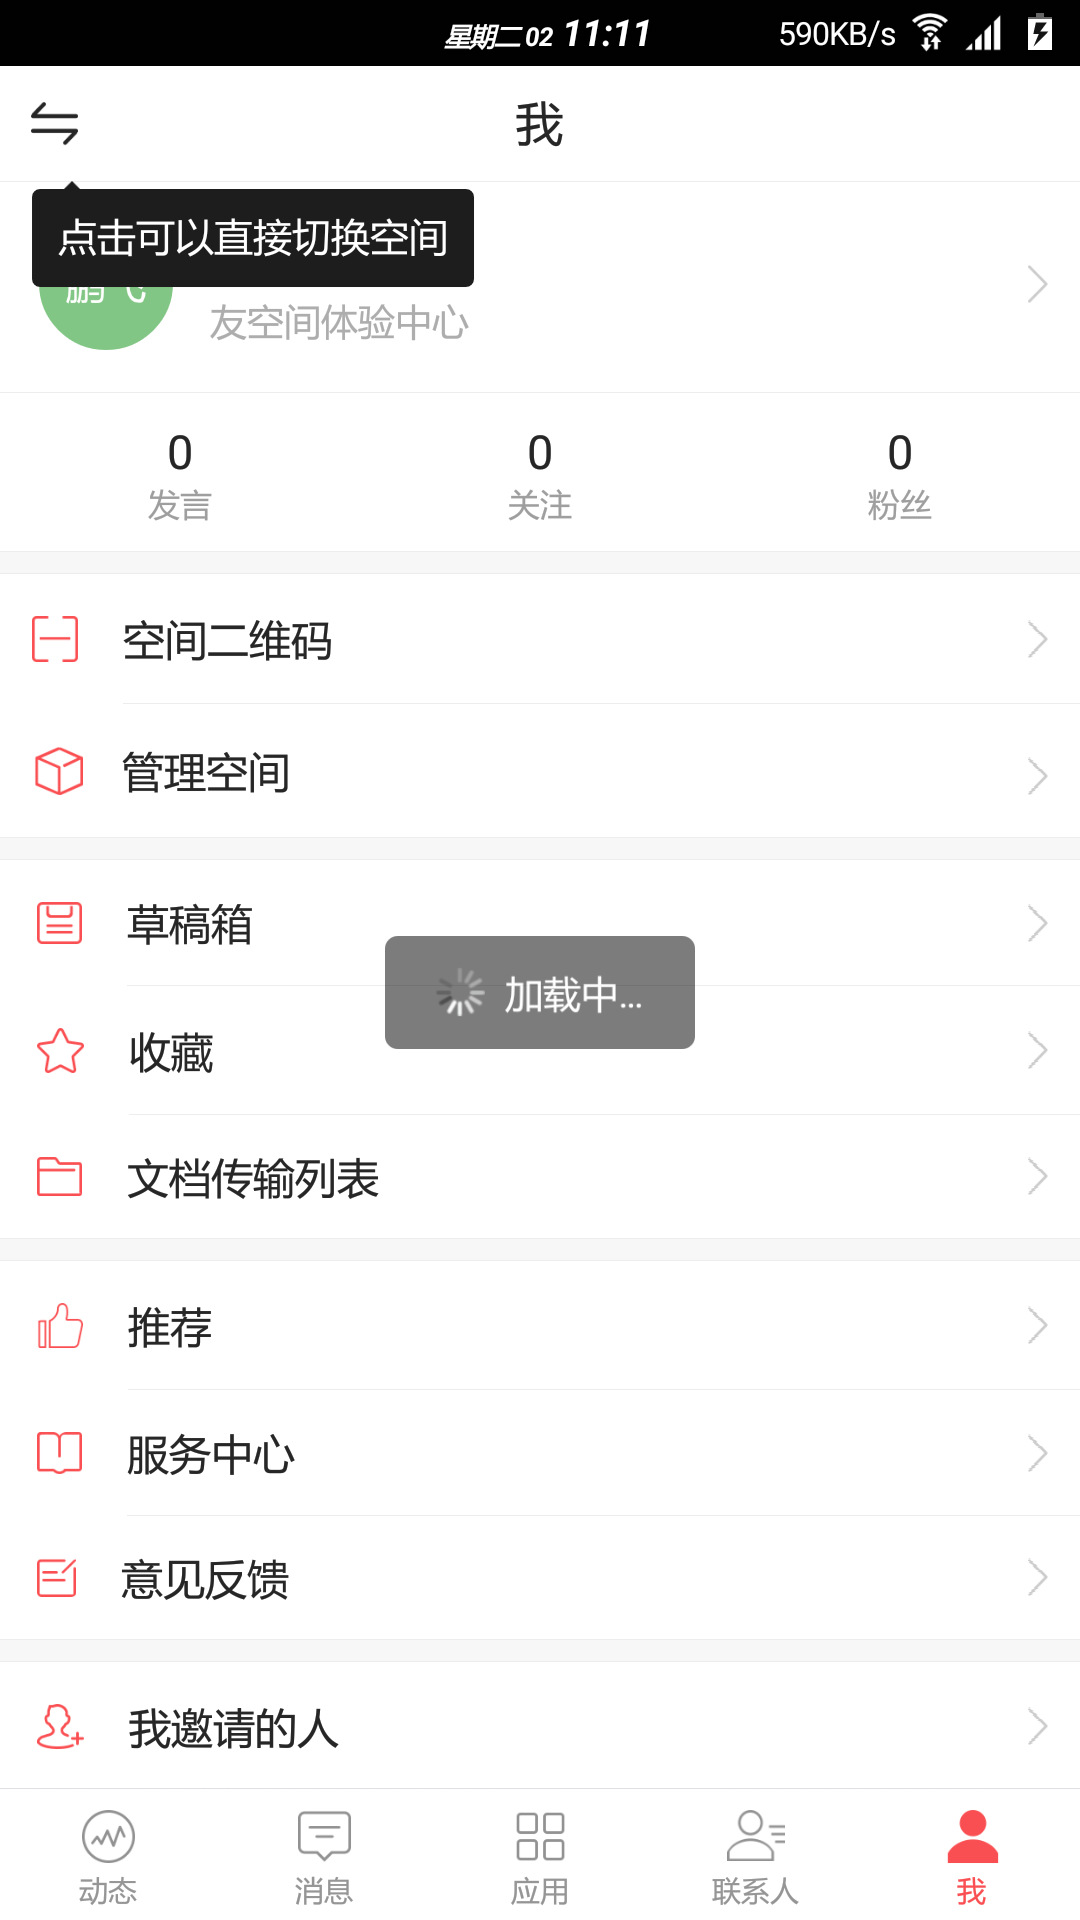 星期二 02 11:11 590KB/s
我
点击可以直接切换空间
友空间体验中心
0 0 0
发言 关注 粉丝
空间二维码
管理空间
草稿箱
加载中...
收藏
文档传输列表
推荐
服务中心
意见反馈
我邀请的人
动态 消息 应用 联系人 我